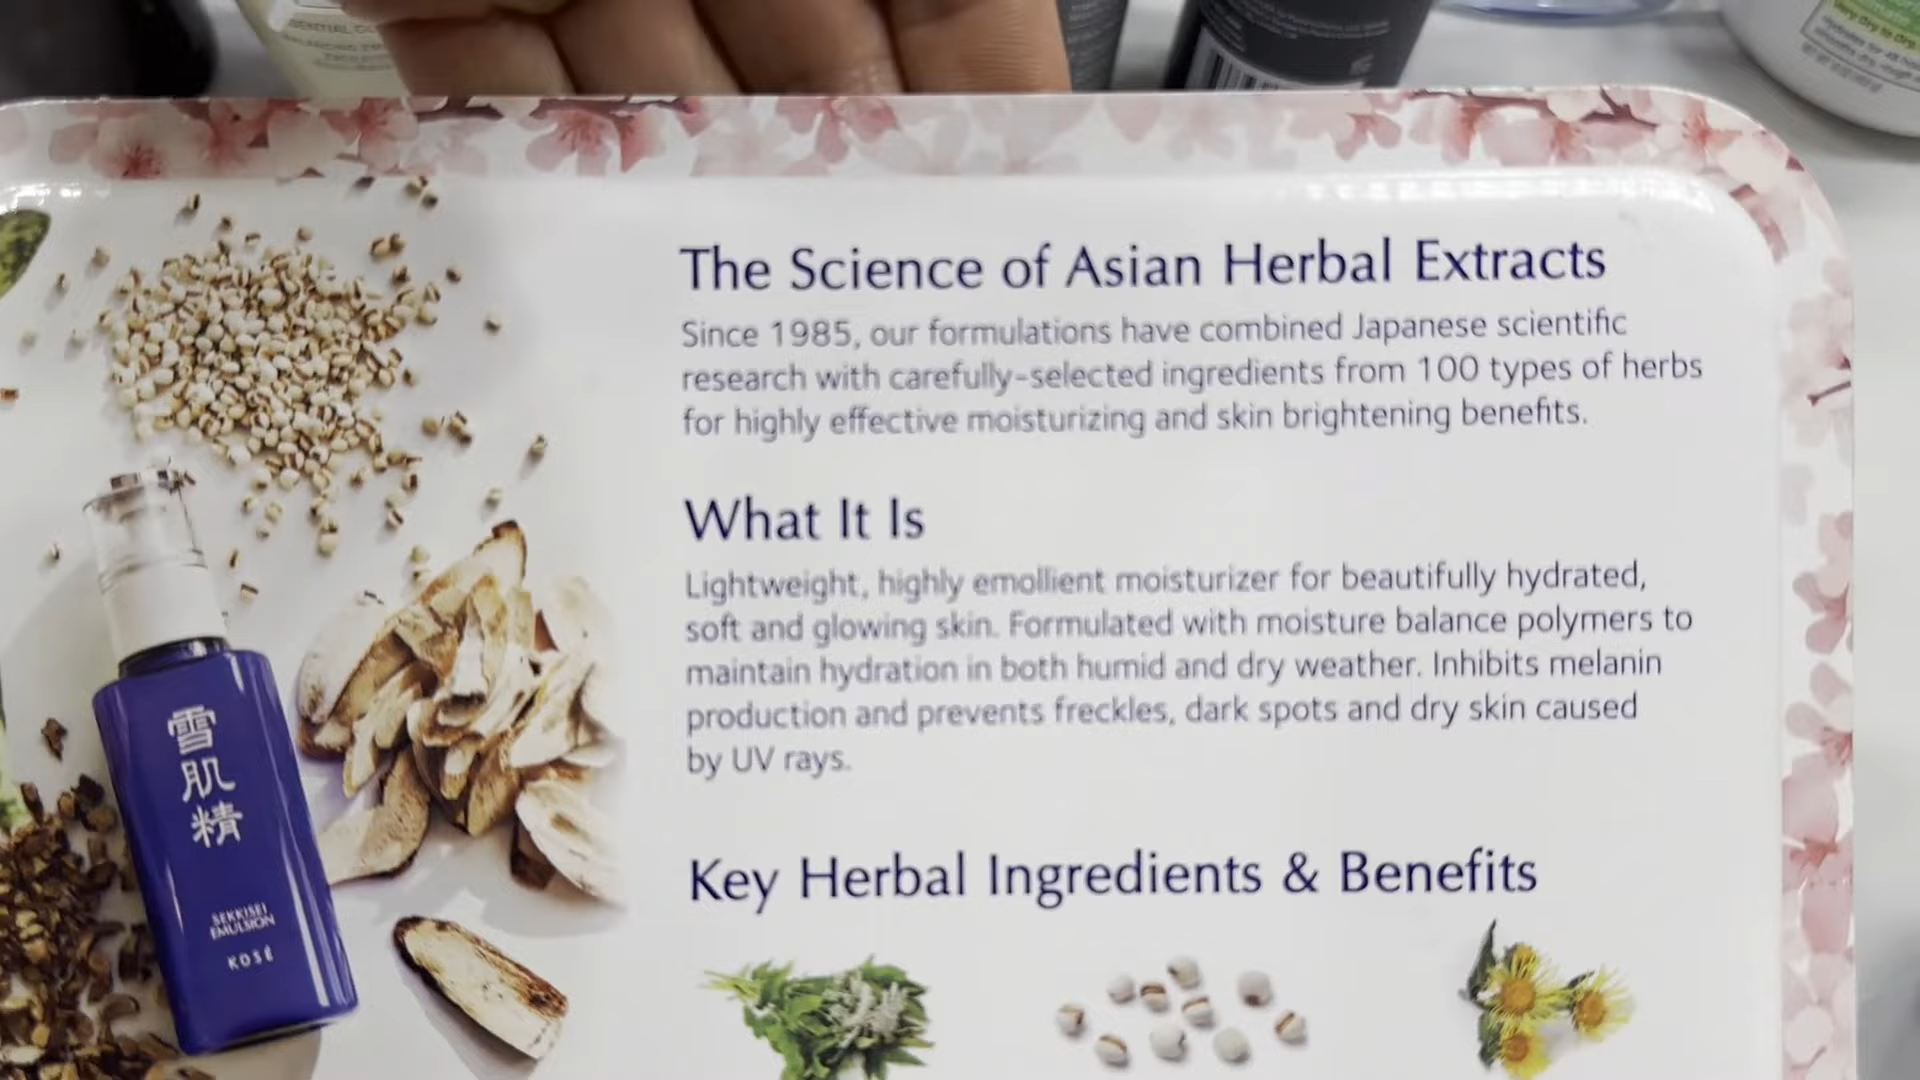 The Science of Asian Herbal Extracts
Since 1985, our formulations have combined Japanese scientific
research with carefully-selected ingredients from 100 types of herbs
for highly effective moisturizing and skin brightening benefits.
What It Is
Lightweight, highly emollient moisturizer for beautifully hydrated,
soft and glowing skin. Formulated with moisture balance polymers to
maintain hydration in both humid and dry weather. Inhibits melanin
production and prevents freckles, dark spots and dry skin caused
by UV rays.
Key Herbal Ingredients & Benefits
雪
肌
精
SEKKISEI
EMULSION
KOSÉ
Very Dry to Dry